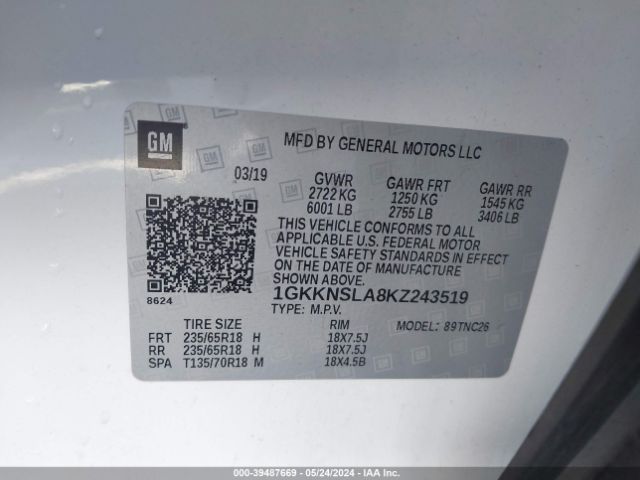 GM
MFD BY GENERAL MOTORS LLC
03/19
GVWR GAWR FRT GAWR RR
2722 KG 1250 KG 1545 KG
6001 LB 2755 LB 3406 LB
THIS VEHICLE CONFORMS TO ALL
APPLICABLE U.S. FEDERAL MOTOR
VEHICLE SAFETY STANDARDS IN EFFECT
ON THE DATE OF MANUFACTURE SHOWN ABOVE.
8624
1GKKNSLA8KZ243519
TYPE: M.P.V. MODEL: 89TNC26
TIRE SIZE RIM
FRT 235/65R18 H 18X7.5J
RR 235/65R18 H 18X7.5J
SPA T135/70R18 M 18X4.5B
000-39487669 - 05/24/2024 - IAA Inc.